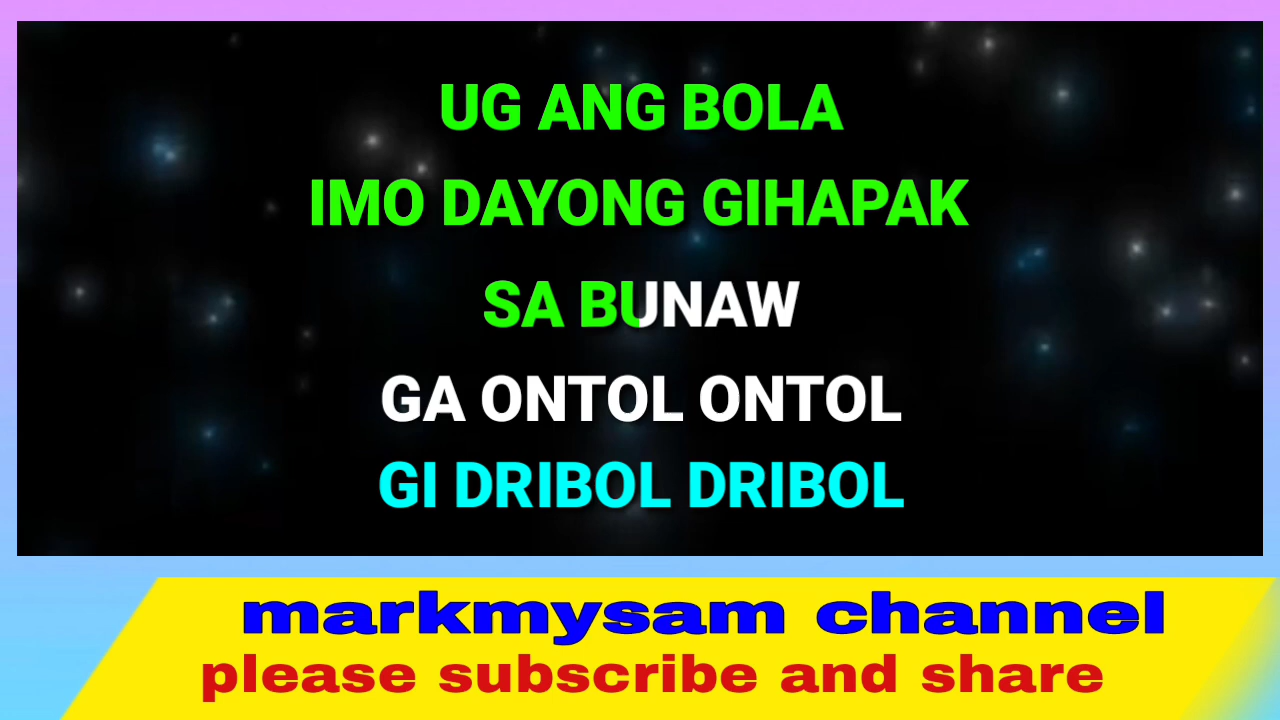 UG ANG BOLA
IMO DAYONG GIHAPAK
SA BUNAW
GA ONTOL ONTOL
GI DRIBOL DRIBOL
markmysam channel
please subscribe and share